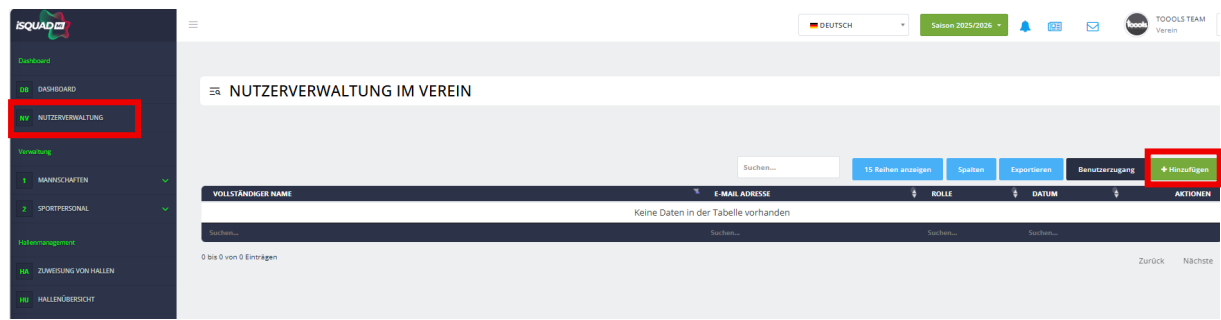 iSQUAD
DEUTSCH
Saison 2025/2026
toools
TOOOLS TEAM
Verein
Dashboard
DB DASHBOARD
NV NUTZERVERWALTUNG
Verwaltung
1 MANNSCHAFTEN
2 SPORTPERSONAL
Hallenmanagement
HA ZUWEISUNG VON HALLEN
HU HALLENÜBERSICHT
NUTZERVERWALTUNG IM VEREIN
Suchen... 15 Reihen anzeigen Spalten Exportieren Benutzerzugang + Hinzufügen
VOLLSTÄNDIGER NAME E-MAIL ADRESSE ROLLE DATUM AKTIONEN
Keine Daten in der Tabelle vorhanden
Suchen... Suchen... Suchen... Suchen...
0 bis 0 von 0 Einträgen
Zurück Nächste